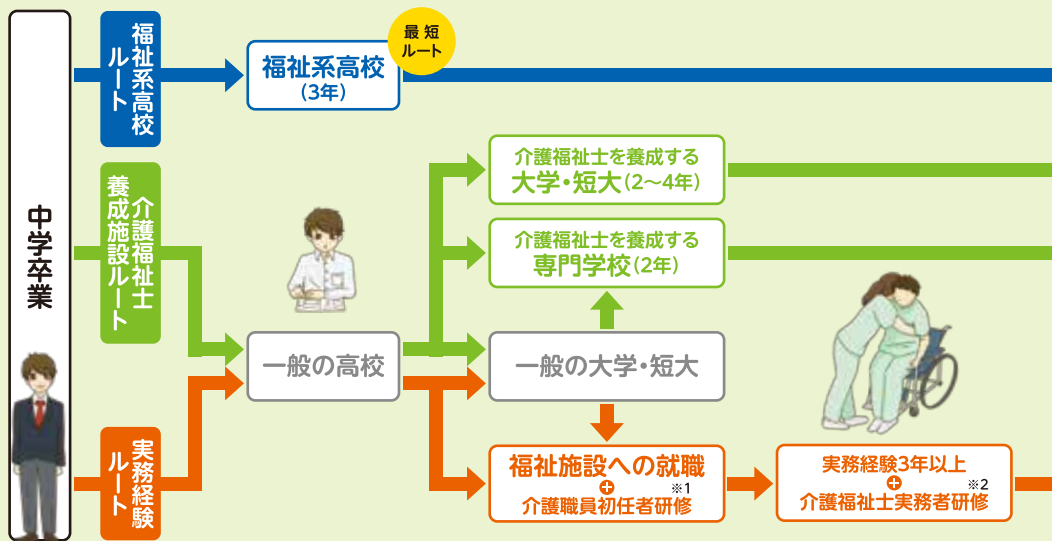 中学卒業
福祉系高校
ルート
福祉系高校
(3年)
最短
ルート
介護福祉士
養成施設ルート
介護福祉士を養成する
大学・短大(2〜4年)
介護福祉士を養成する
専門学校(2年)
一般の高校
一般の大学・短大
実務経験
ルート
福祉施設への就職
+ ※1
介護職員初任者研修
実務経験3年以上
+ ※2
介護福祉士実務者研修